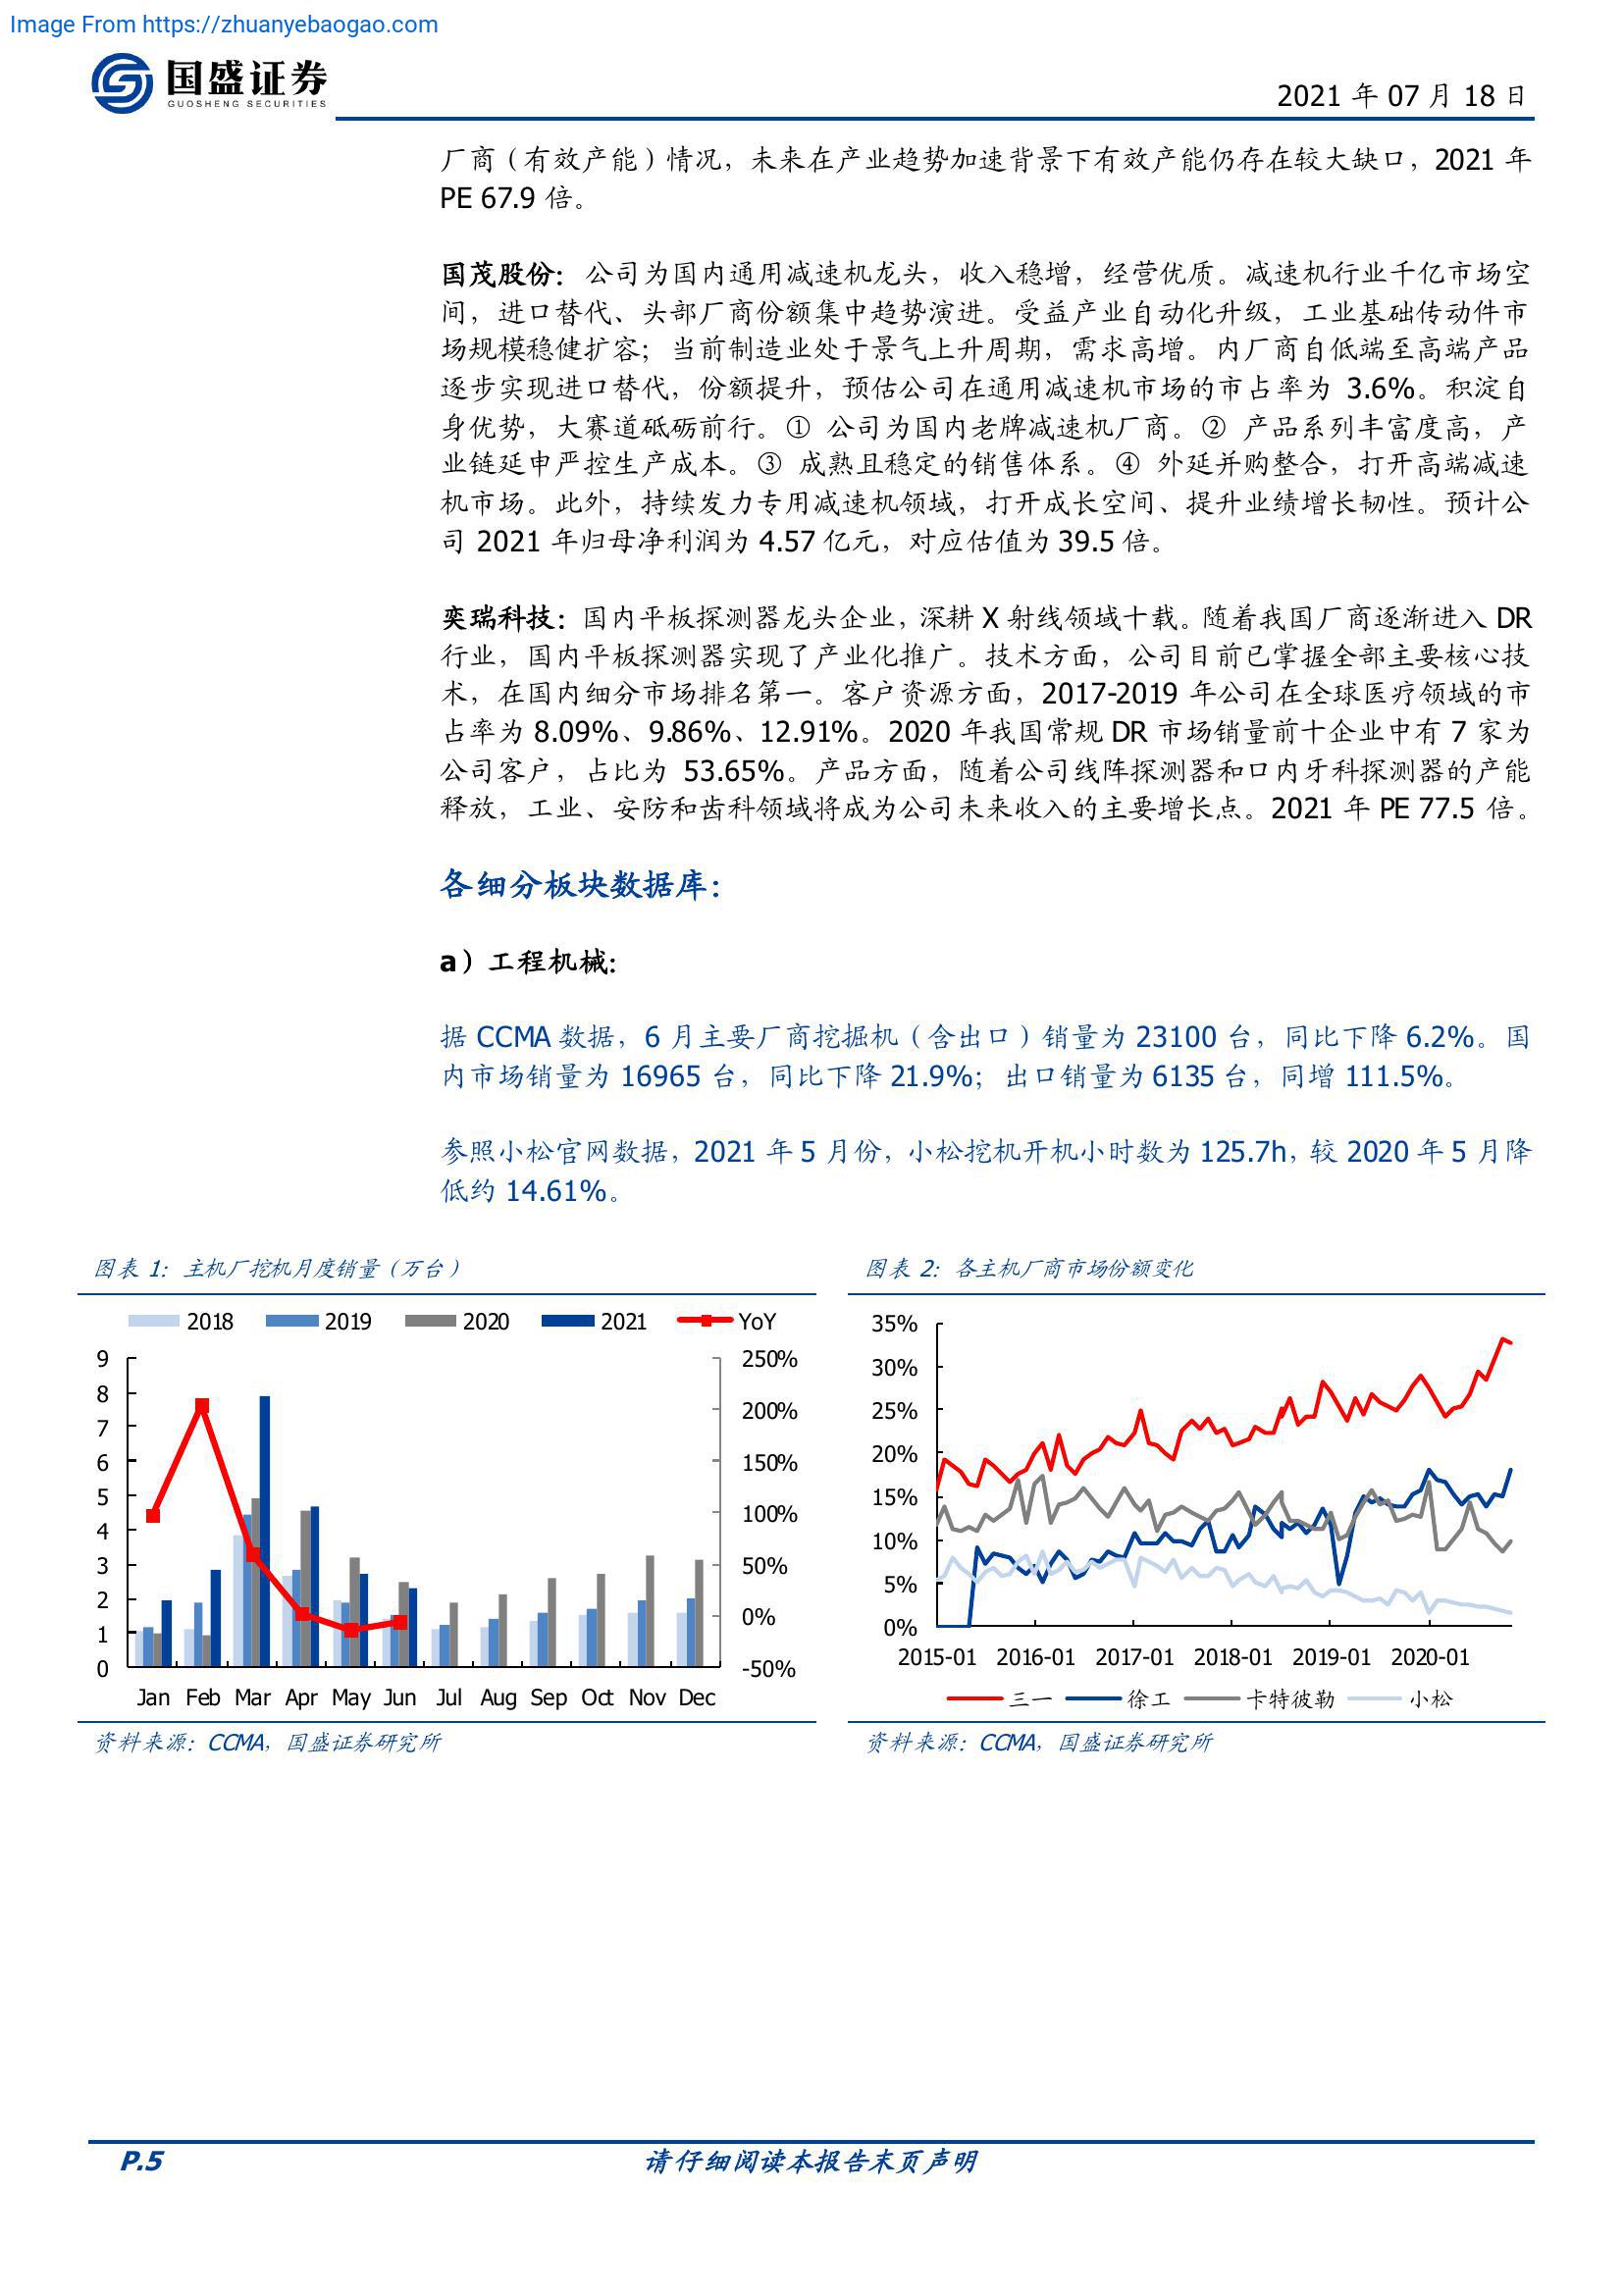 Image From https://zhuanyebaogao.com
国盛证券
GUOSHENG SECURITIES
2021 年 07 月 18 日
厂商（有效产能）情况，未来在产业趋势加速背景下有效产能仍存在较大缺口，2021 年
PE 67.9 倍。
国茂股份：公司为国内通用减速机龙头，收入稳增，经营优质。减速机行业千亿市场空
间，进口替代、头部厂商份额集中趋势演进。受益产业自动化升级，工业基础传动件市
场规模稳健扩容；当前制造业处于景气上升周期，需求高增。内厂商自低端至高端产品
逐步实现进口替代，份额提升，预估公司在通用减速机市场的市占率为 3.6%。积淀自
身优势，大赛道砥砺前行。① 公司为国内老牌减速机厂商。② 产品系列丰富度高，产
业链延申严控生产成本。③ 成熟且稳定的销售体系。④ 外延并购整合，打开高端减速
机市场。此外，持续发力专用减速机领域，打开成长空间、提升业绩增长韧性。预计公
司 2021 年归母净利润为 4.57 亿元，对应估值为 39.5 倍。
奕瑞科技：国内平板探测器龙头企业，深耕 X 射线领域十载。随着我国厂商逐渐进入 DR
行业，国内平板探测器实现了产业化推广。技术方面，公司目前已掌握全部主要核心技
术，在国内细分市场排名第一。客户资源方面，2017-2019 年公司在全球医疗领域的市
占率为 8.09%、9.86%、12.91%。2020 年我国常规 DR 市场销量前十企业中有 7 家为
公司客户，占比为 53.65%。产品方面，随着公司线阵探测器和口内牙科探测器的产能
释放，工业、安防和齿科领域将成为公司未来收入的主要增长点。2021 年 PE 77.5 倍。
各细分板块数据库：
a）工程机械：
据 CCMA 数据，6 月主要厂商挖掘机（含出口）销量为 23100 台，同比下降 6.2%。国
内市场销量为 16965 台，同比下降 21.9%；出口销量为 6135 台，同增 111.5%。
参照小松官网数据，2021 年 5 月份，小松挖机开机小时数为 125.7h，较 2020 年 5 月降
低约 14.61%。
图表 1：主机厂挖机月度销量（万台）
2018 2019 2020 2021 YoY
9 250%
8 200%
7
6 150%
5
4 100%
3 50%
2 0%
1
0 -50%
Jan Feb Mar Apr May Jun Jul Aug Sep Oct Nov Dec
资料来源：CCMA，国盛证券研究所
图表 2：各主机厂商市场份额变化
35%
30%
25%
20%
15%
10%
5%
0%
2015-01 2016-01 2017-01 2018-01 2019-01 2020-01
三一 徐工 卡特彼勒 小松
资料来源：CCMA，国盛证券研究所
P.5 请仔细阅读本报告末页声明